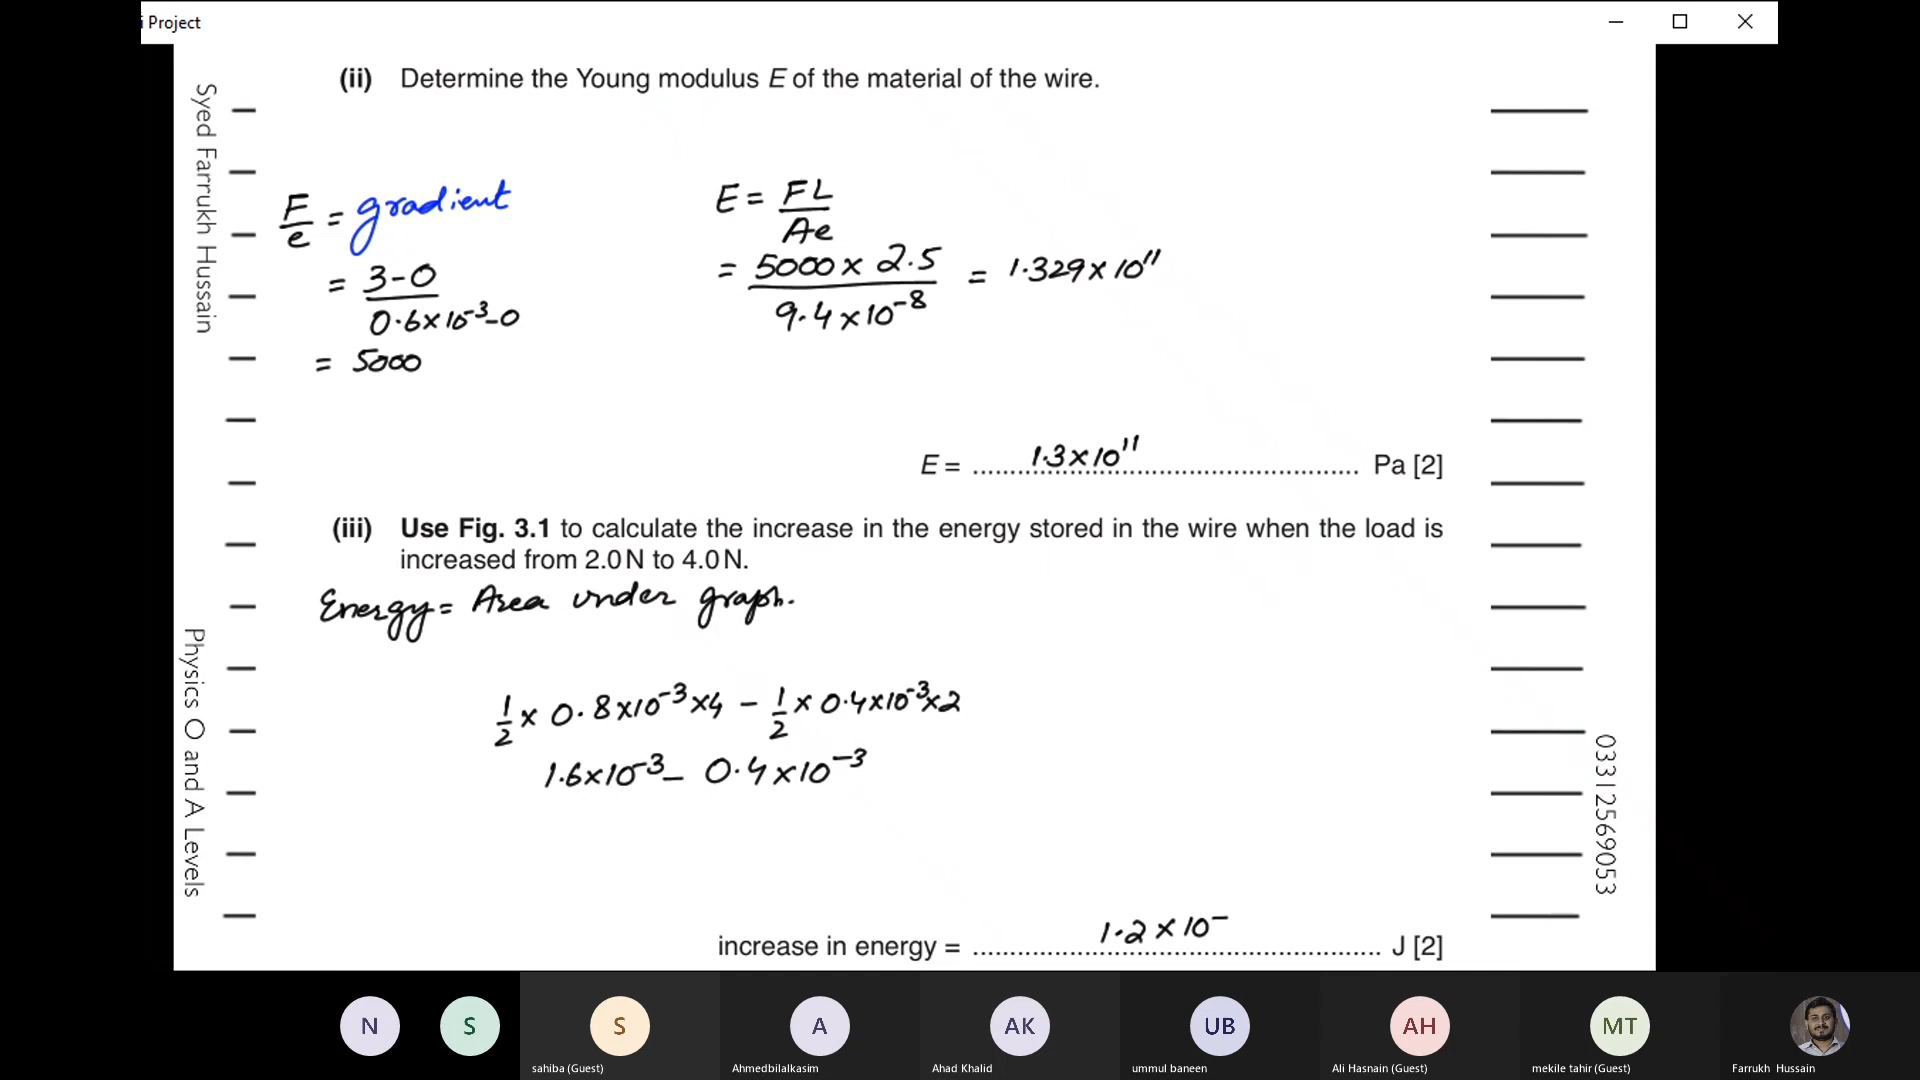 i Project
(ii) Determine the Young modulus E of the material of the wire.
F/e = gradient
= 3-0 / 0.6×10⁻³-0
= 5000
E = FL / Ae
= 5000 × 2.5 / 9.4×10⁻⁸ = 1.329×10¹¹
E = 1.3×10¹¹ Pa [2]
(iii) Use Fig. 3.1 to calculate the increase in the energy stored in the wire when the load is
increased from 2.0 N to 4.0 N.
Energy = Area under graph.
1/2 × 0.8×10⁻³×4 − 1/2 × 0.4×10⁻³×2
1.6×10⁻³ − 0.4×10⁻³
increase in energy = 1.2×10⁻ J [2]
Syed Farrukh Hussain
Physics O and A Levels
03312569053
N
S
S
sahiba (Guest)
A
Ahmedbilalkasim
AK
Ahad Khalid
UB
ummul baneen
AH
Ali Hasnain (Guest)
MT
mekile tahir (Guest)
Farrukh Hussain